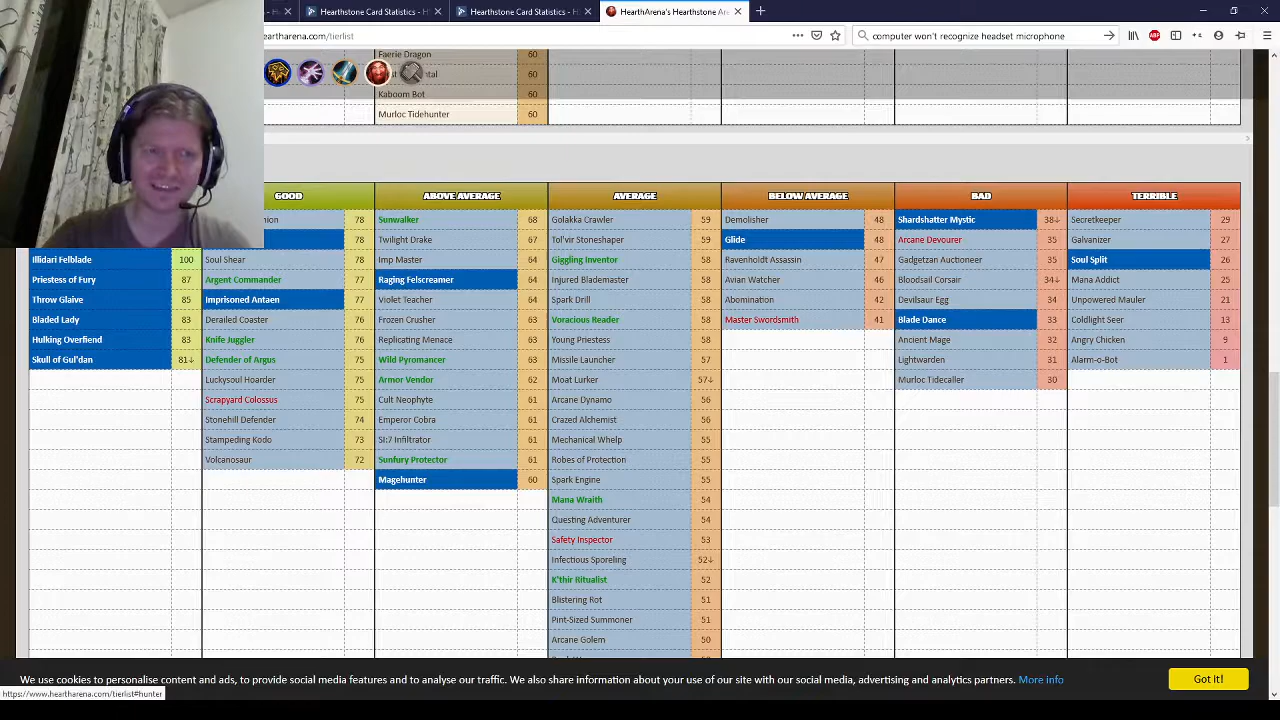 Hearthstone Card Statistics -
Hearthstone Card Statistics -
HearthArena's Hearthstone Are
heartharena.com/tierlist
computer won't recognize headset microphone
Faerie Dragon 60
60
Kaboom Bot 60
Murloc Tidehunter 60
GOOD ABOVE AVERAGE AVERAGE BELOW AVERAGE BAD TERRIBLE
78 Sunwalker 68 Golakka Crawler 59 Demolisher 48 Shardshatter Mystic 38↓ Secretkeeper 29
78 Twilight Drake 67 Tol'vir Stoneshaper 59 Glide 48 Arcane Devourer 35 Galvanizer 27
Illidari Felblade 100 Soul Shear 78 Imp Master 64 Giggling Inventor 58 Ravenholdt Assassin 47 Gadgetzan Auctioneer 35 Soul Split 26
Priestess of Fury 87 Argent Commander 77 Raging Felscreamer 64 Injured Blademaster 58 Avian Watcher 46 Bloodsail Corsair 34↓ Mana Addict 25
Throw Glaive 85 Imprisoned Antaen 77 Violet Teacher 64 Spark Drill 58 Abomination 42 Devilsaur Egg 34 Unpowered Mauler 21
Bladed Lady 83 Derailed Coaster 76 Frozen Crusher 63 Voracious Reader 58 Master Swordsmith 41 Blade Dance 33 Coldlight Seer 13
Hulking Overfiend 83 Knife Juggler 76 Replicating Menace 63 Young Priestess 58 Ancient Mage 32 Angry Chicken 9
Skull of Gul'dan 81↓ Defender of Argus 75 Wild Pyromancer 63 Missile Launcher 57 Lightwarden 31 Alarm-o-Bot 1
Luckysoul Hoarder 75 Armor Vendor 62 Moat Lurker 57↓ Murloc Tidecaller 30
Scrapyard Colossus 75 Cult Neophyte 61 Arcane Dynamo 56
Stonehill Defender 74 Emperor Cobra 61 Crazed Alchemist 56
Stampeding Kodo 73 SI:7 Infiltrator 61 Mechanical Whelp 55
Volcanosaur 72 Sunfury Protector 61 Robes of Protection 55
Magehunter 60 Spark Engine 55
Mana Wraith 54
Questing Adventurer 54
Safety Inspector 53
Infectious Sporeling 52↓
K'thir Ritualist 52
Blistering Rot 51
Pint-Sized Summoner 51
Arcane Golem 50
We use cookies to personalise content and ads, to provide social media features and to analyse our traffic. We also share information about your use of our site with our social media, advertising and analytics partners. More info Got it!
https://www.heartharena.com/tierlist#hunter